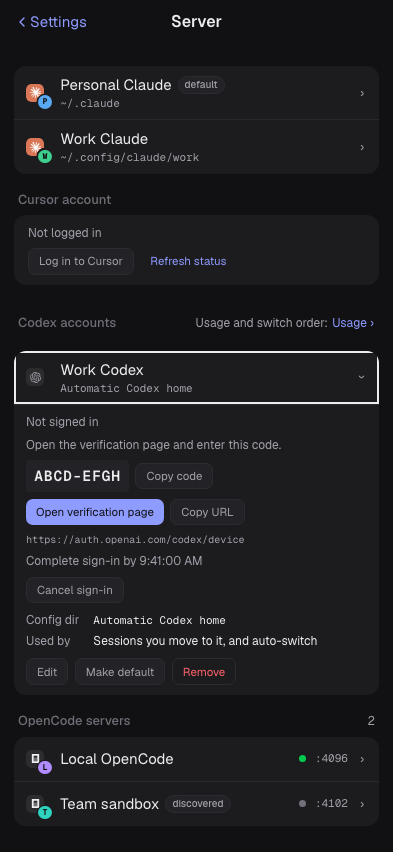 Settings
Server
Personal Claude default
~/.claude
P
Work Claude
~/.config/claude/work
W
Cursor account
Not logged in
Log in to Cursor Refresh status
Codex accounts Usage and switch order: Usage ›
Work Codex
Automatic Codex home
Not signed in
Open the verification page and enter this code.
ABCD-EFGH Copy code
Open verification page Copy URL
https://auth.openai.com/codex/device
Complete sign-in by 9:41:00 AM
Cancel sign-in
Config dir Automatic Codex home
Used by Sessions you move to it, and auto-switch
Edit Make default Remove
OpenCode servers 2
Local OpenCode :4096
L
Team sandbox discovered :4102
T